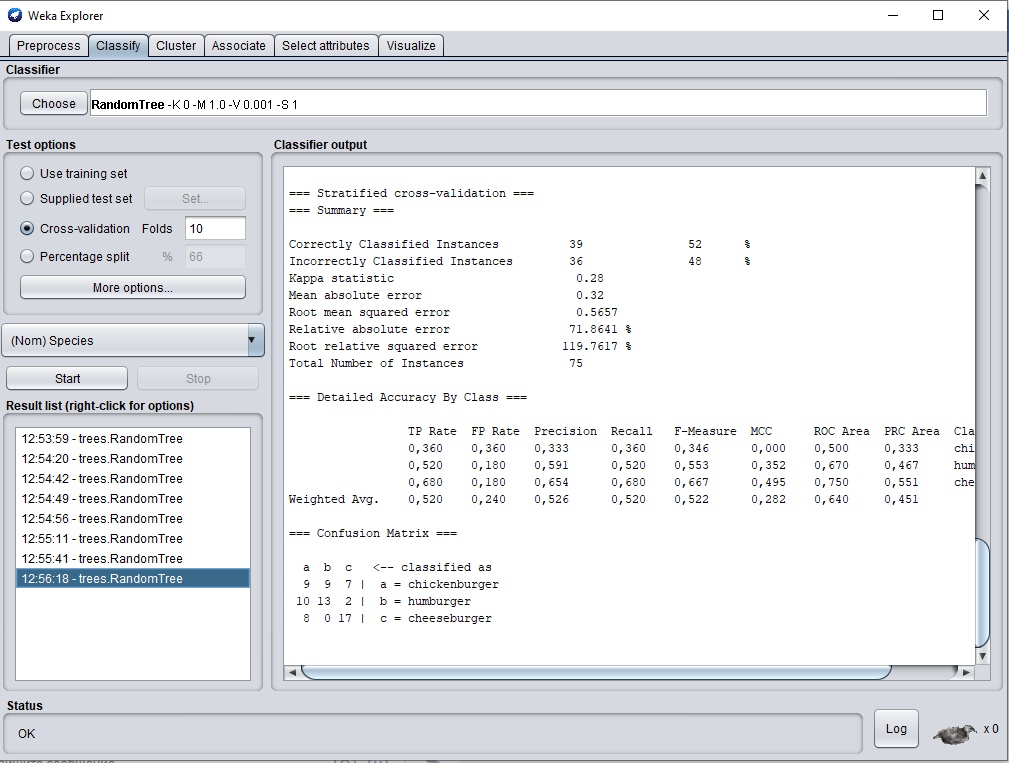 Weka Explorer
Preprocess Classify Cluster Associate Select attributes Visualize
Classifier
Choose RandomTree -K 0 -M 1.0 -V 0.001 -S 1
Test options
Use training set
Supplied test set Set...
Cross-validation Folds 10
Percentage split % 66
More options...
(Nom) Species
Start Stop
Result list (right-click for options)
12:53:59 - trees.RandomTree
12:54:20 - trees.RandomTree
12:54:42 - trees.RandomTree
12:54:49 - trees.RandomTree
12:54:56 - trees.RandomTree
12:55:11 - trees.RandomTree
12:55:41 - trees.RandomTree
12:56:18 - trees.RandomTree
Classifier output
=== Stratified cross-validation ===
=== Summary ===
Correctly Classified Instances 39 52 %
Incorrectly Classified Instances 36 48 %
Kappa statistic 0.28
Mean absolute error 0.32
Root mean squared error 0.5657
Relative absolute error 71.8641 %
Root relative squared error 119.7617 %
Total Number of Instances 75
=== Detailed Accuracy By Class ===
TP Rate FP Rate Precision Recall F-Measure MCC ROC Area PRC Area Cla
0,360 0,360 0,333 0,360 0,346 0,000 0,500 0,333 chi
0,520 0,180 0,591 0,520 0,553 0,352 0,670 0,467 hum
0,680 0,180 0,654 0,680 0,667 0,495 0,750 0,551 che
Weighted Avg. 0,520 0,240 0,526 0,520 0,522 0,282 0,640 0,451
=== Confusion Matrix ===
a b c <-- classified as
9 9 7 | a = chickenburger
10 13 2 | b = humburger
8 0 17 | c = cheeseburger
Status
OK
Log
x 0